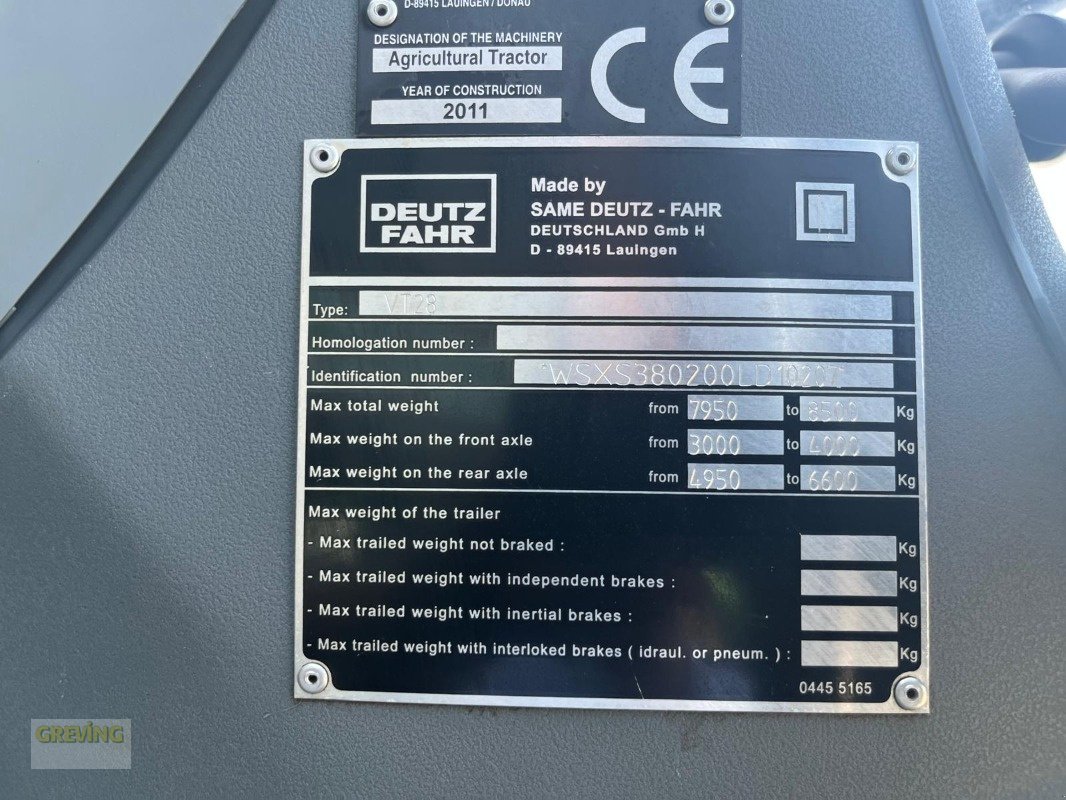 D-89415 LAUINGEN / DONAU
DESIGNATION OF THE MACHINERY
Agricultural Tractor
YEAR OF CONSTRUCTION
2011
CE
DEUTZ
FAHR
Made by
SAME DEUTZ - FAHR
DEUTSCHLAND Gmb H
D - 89415 Lauingen
Type: VT28
Homologation number :
Identification number : *WSXS380200LD10207*
Max total weight from 7950 to 8500 Kg
Max weight on the front axle from 3000 to 4000 Kg
Max weight on the rear axle from 4950 to 6600 Kg
Max weight of the trailer
- Max trailed weight not braked : Kg
- Max trailed weight with independent brakes : Kg
- Max trailed weight with inertial brakes : Kg
- Max trailed weight with interloked brakes ( idraul. or pneum. ) : Kg
0445 5165
GREVING